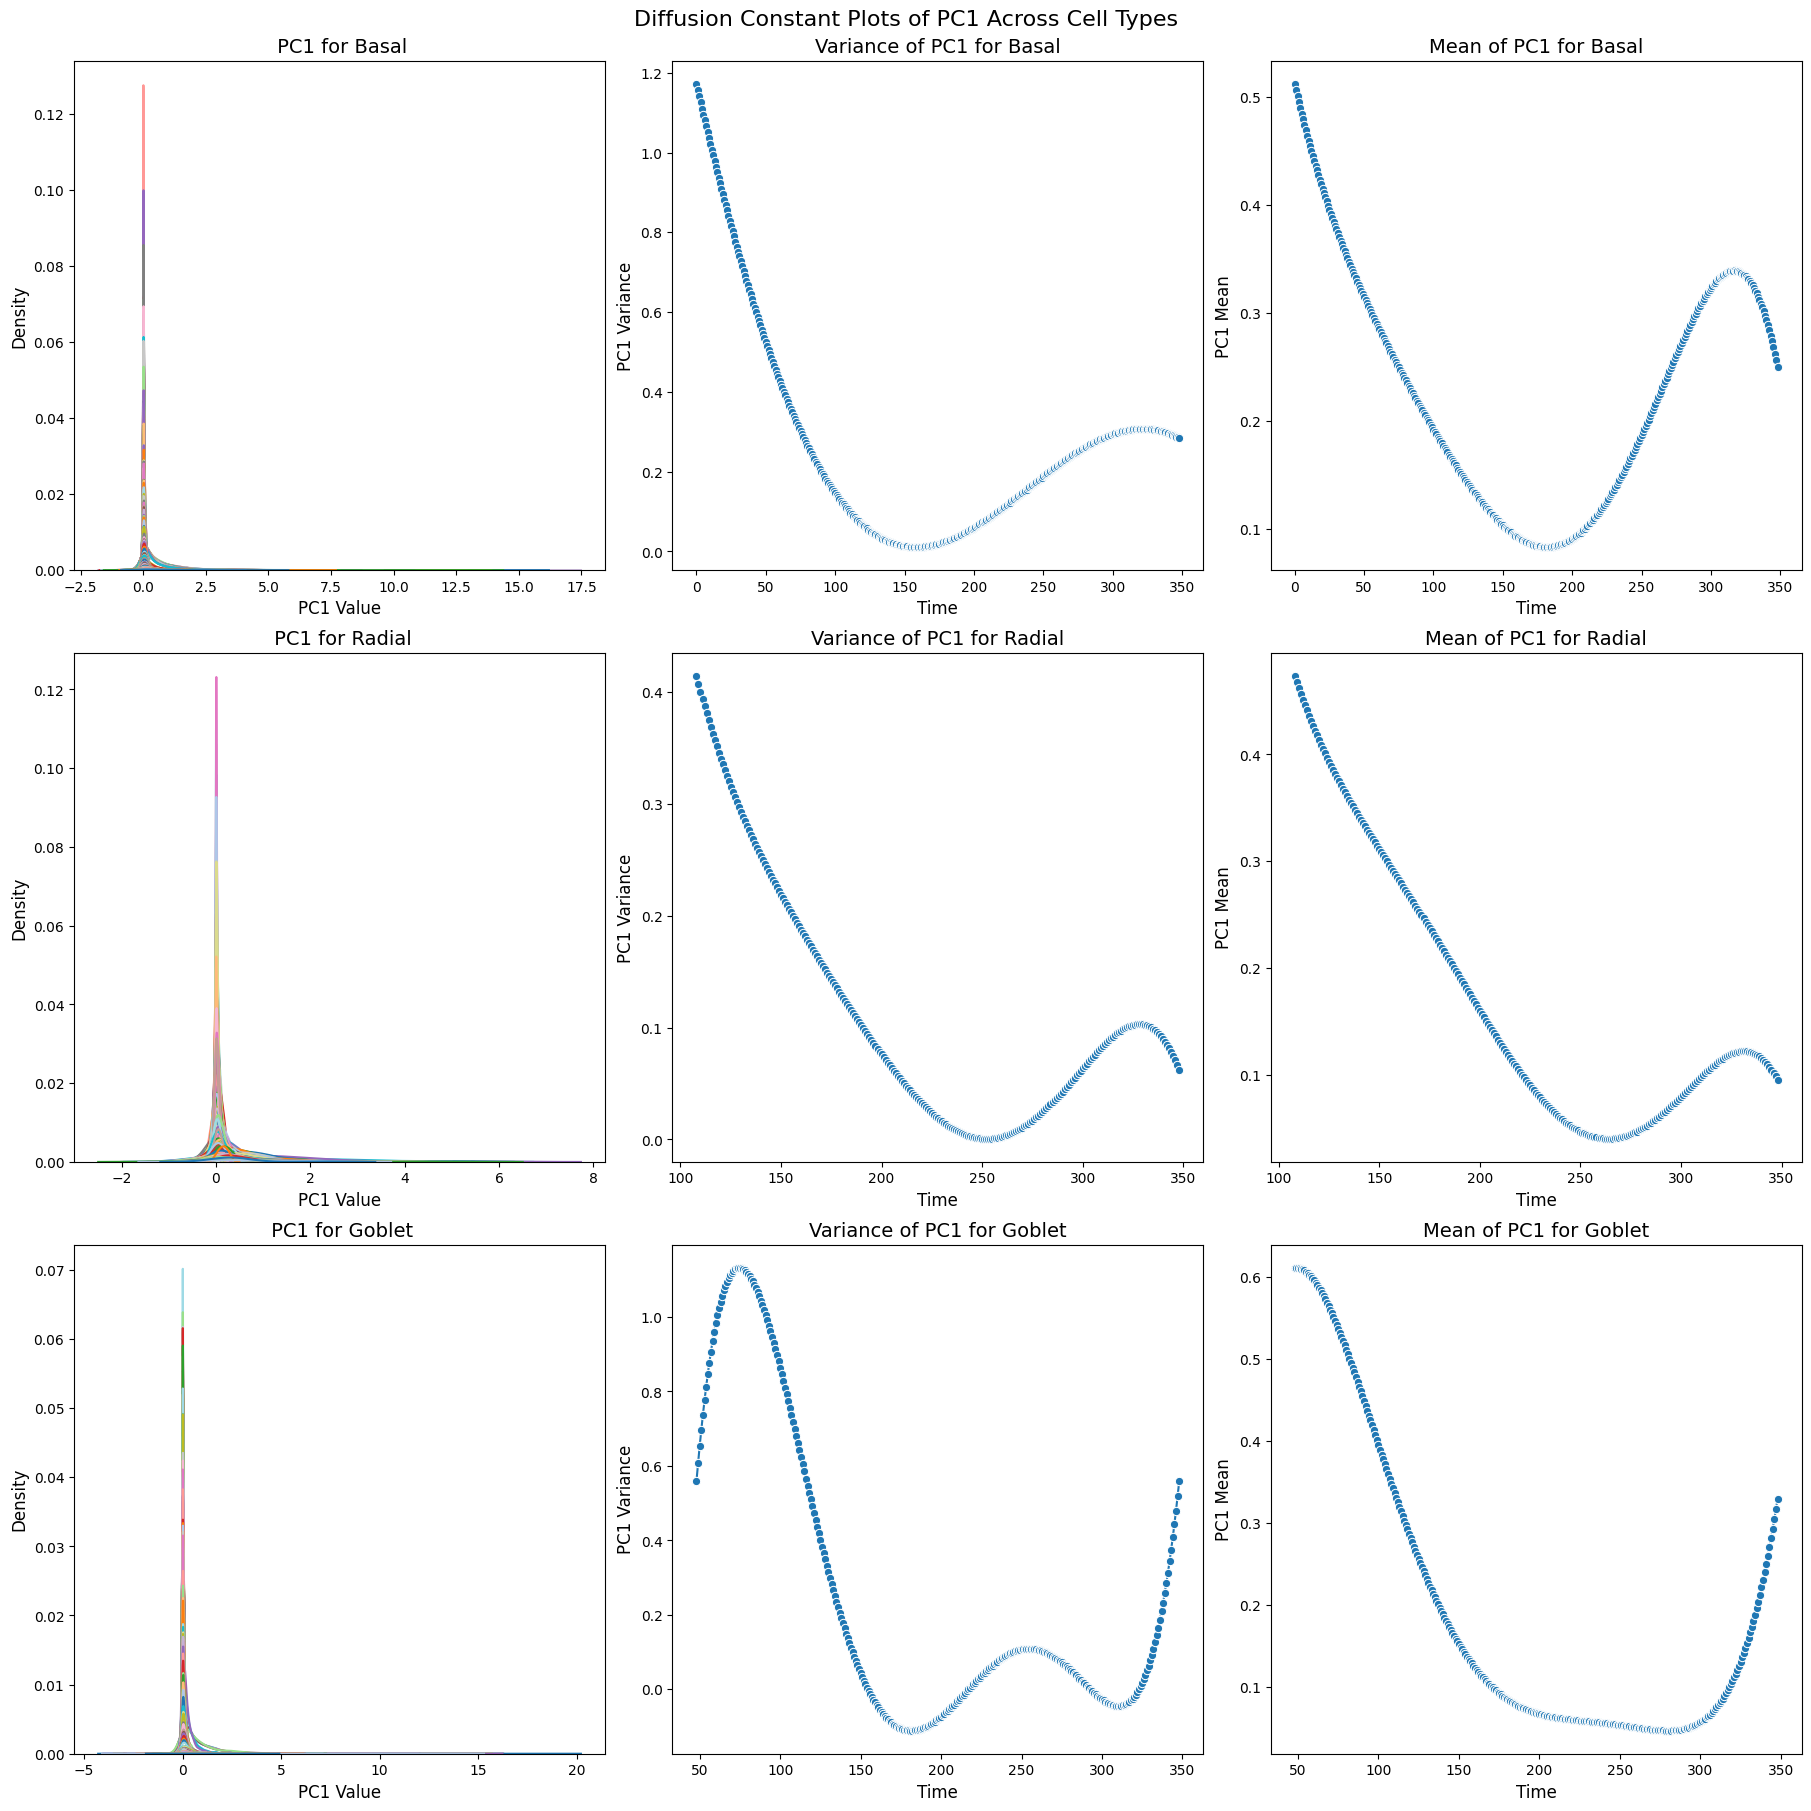 Diffusion Constant Plots of PC1 Across Cell Types
PC1 for Basal
Density
0.12
0.10
0.08
0.06
0.04
0.02
0.00
−2.5 0.0 2.5 5.0 7.5 10.0 12.5 15.0 17.5
PC1 Value
Variance of PC1 for Basal
PC1 Variance
1.2
1.0
0.8
0.6
0.4
0.2
0.0
0 50 100 150 200 250 300 350
Time
Mean of PC1 for Basal
PC1 Mean
0.5
0.4
0.3
0.2
0.1
0 50 100 150 200 250 300 350
Time
PC1 for Radial
Density
0.12
0.10
0.08
0.06
0.04
0.02
0.00
−2 0 2 4 6 8
PC1 Value
Variance of PC1 for Radial
PC1 Variance
0.4
0.3
0.2
0.1
0.0
100 150 200 250 300 350
Time
Mean of PC1 for Radial
PC1 Mean
0.4
0.3
0.2
0.1
100 150 200 250 300 350
Time
PC1 for Goblet
Density
0.07
0.06
0.05
0.04
0.03
0.02
0.01
0.00
−5 0 5 10 15 20
PC1 Value
Variance of PC1 for Goblet
PC1 Variance
1.0
0.8
0.6
0.4
0.2
0.0
50 100 150 200 250 300 350
Time
Mean of PC1 for Goblet
PC1 Mean
0.6
0.5
0.4
0.3
0.2
0.1
50 100 150 200 250 300 350
Time